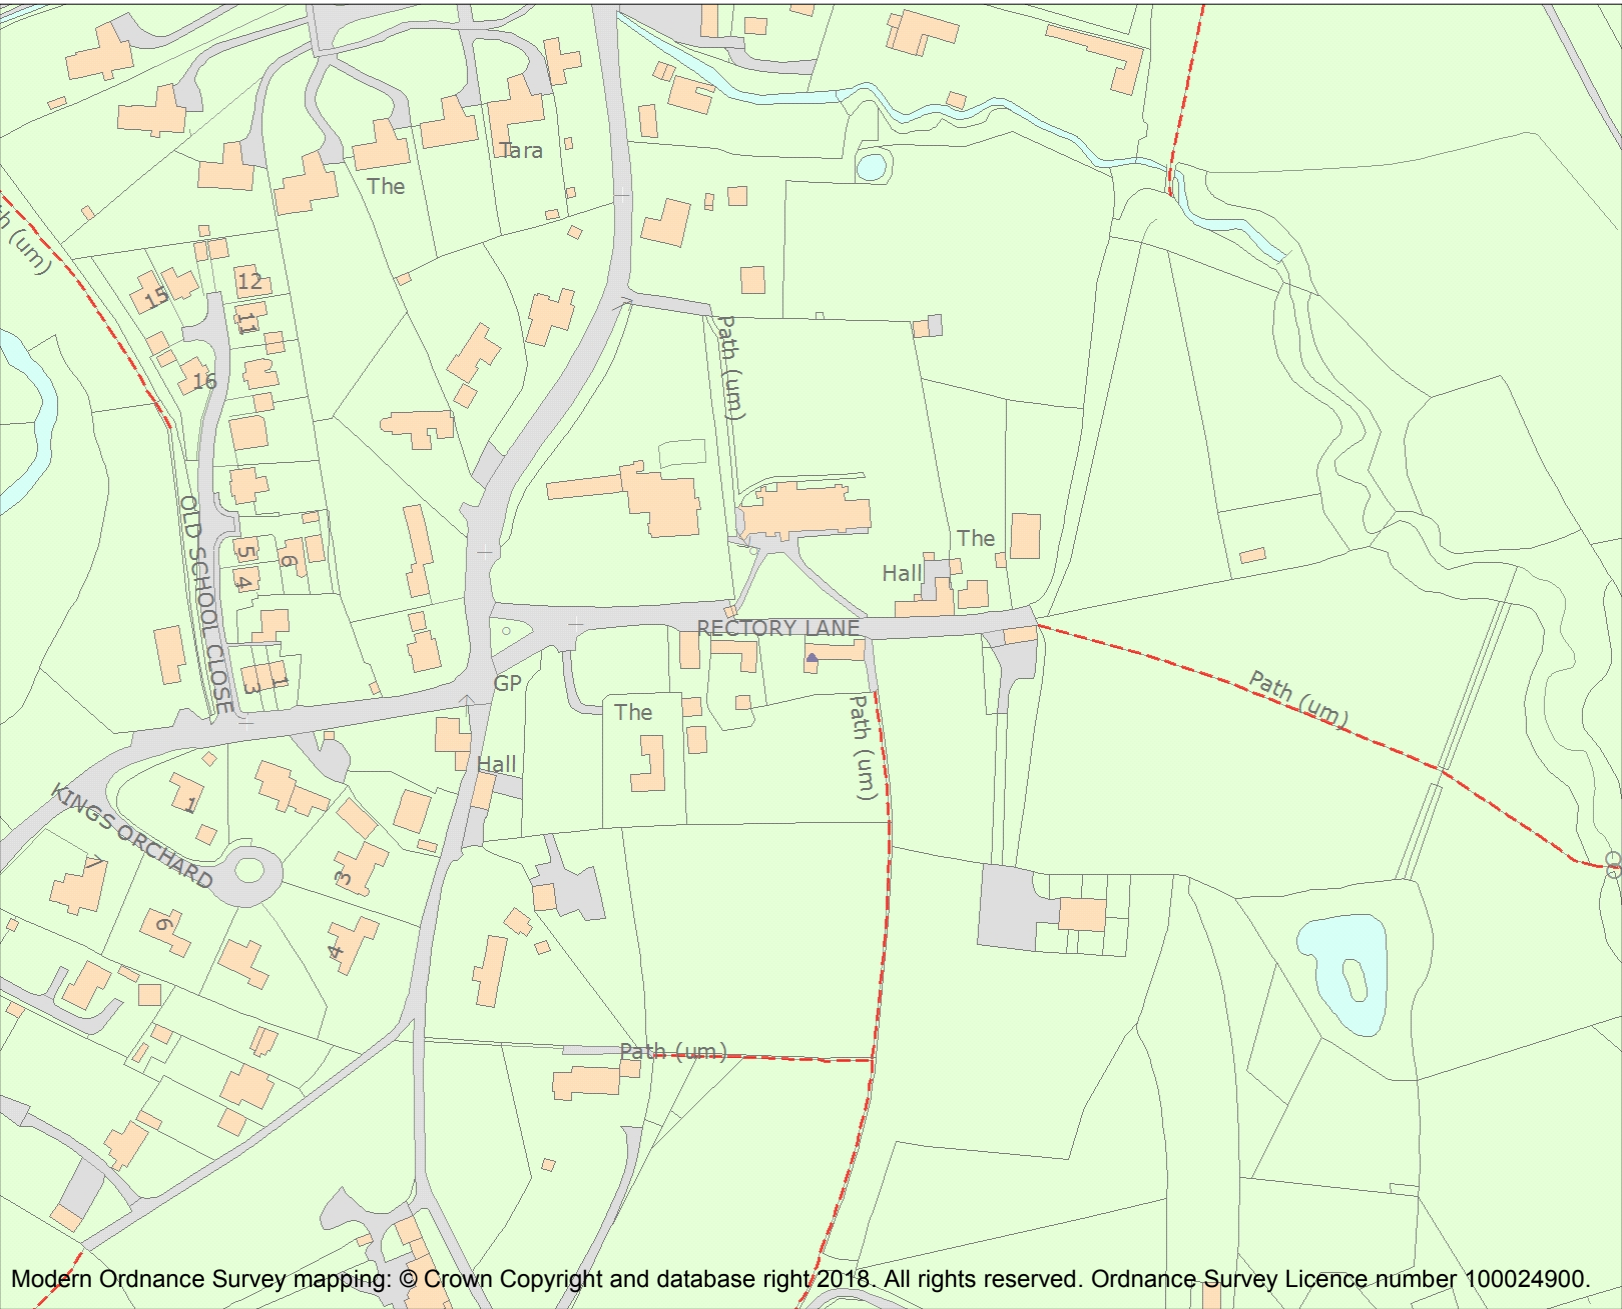 Tara
The
Path (um)
15
12
11
16
Path (um)
OLD SCHOOL CLOSE
5
4
6
The
Hall
RECTORY LANE
3
1
GP
The
Path (um)
Path (um)
Hall
KINGS ORCHARD
1
7
3
6
4
Path (um)
Modern Ordnance Survey mapping: © Crown Copyright and database right 2018. All rights reserved. Ordnance Survey Licence number 100024900.